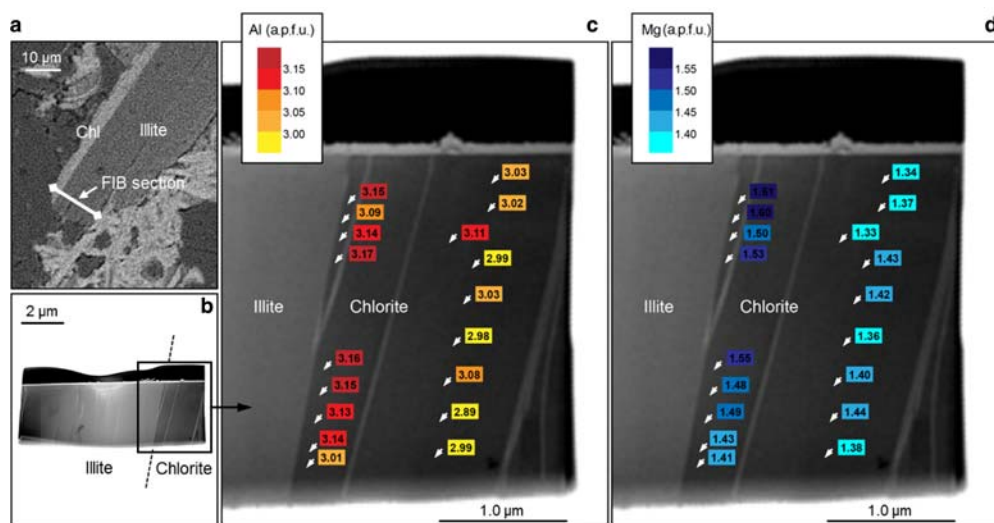 a
10 µm
Chl
Illite
FIB section
2 µm
b
Illite
Chlorite
Al (a.p.f.u.)
3.15
3.10
3.05
3.00
c
Illite
Chlorite
3.15
3.09
3.14
3.17
3.16
3.15
3.13
3.14
3.01
3.03
3.02
3.11
2.99
3.03
2.98
3.08
2.89
2.99
1.0 µm
Mg (a.p.f.u.)
1.55
1.50
1.45
1.40
d
Illite
Chlorite
1.61
1.60
1.50
1.53
1.55
1.48
1.49
1.43
1.41
1.34
1.37
1.33
1.43
1.42
1.36
1.40
1.44
1.38
1.0 µm